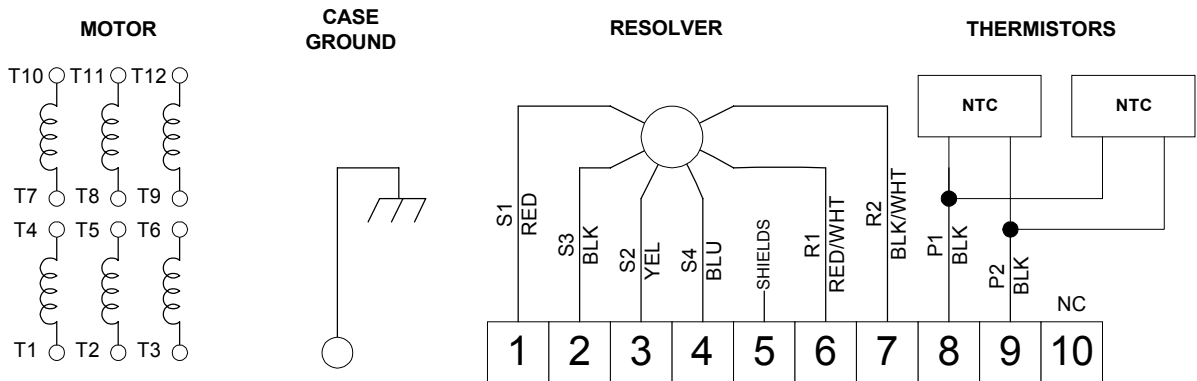 MOTOR
CASE
GROUND
RESOLVER
THERMISTORS
T10 T11 T12
T7 T8 T9
T4 T5 T6
T1 T2 T3
NTC NTC
S1
RED
S3
BLK
S2
YEL
S4
BLU
SHIELDS
R1
RED/WHT
R2
BLK/WHT
P1
BLK
P2
BLK
NC
1 2 3 4 5 6 7 8 9 10